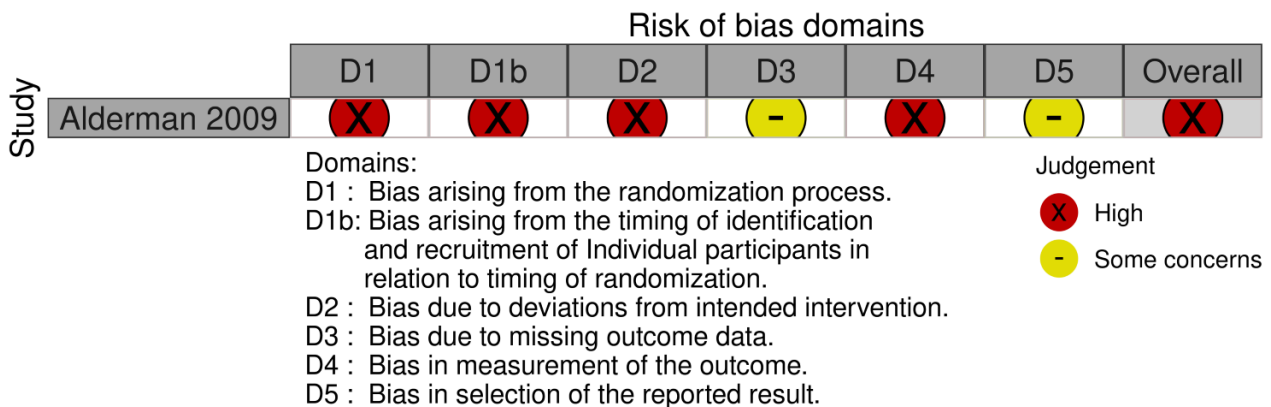 Risk of bias domains
D1 D1b D2 D3 D4 D5 Overall
Study
Alderman 2009 X X X - X - X
Domains:
D1 : Bias arising from the randomization process.
D1b: Bias arising from the timing of identification
and recruitment of Individual participants in
relation to timing of randomization.
D2 : Bias due to deviations from intended intervention.
D3 : Bias due to missing outcome data.
D4 : Bias in measurement of the outcome.
D5 : Bias in selection of the reported result.
Judgement
X High
- Some concerns